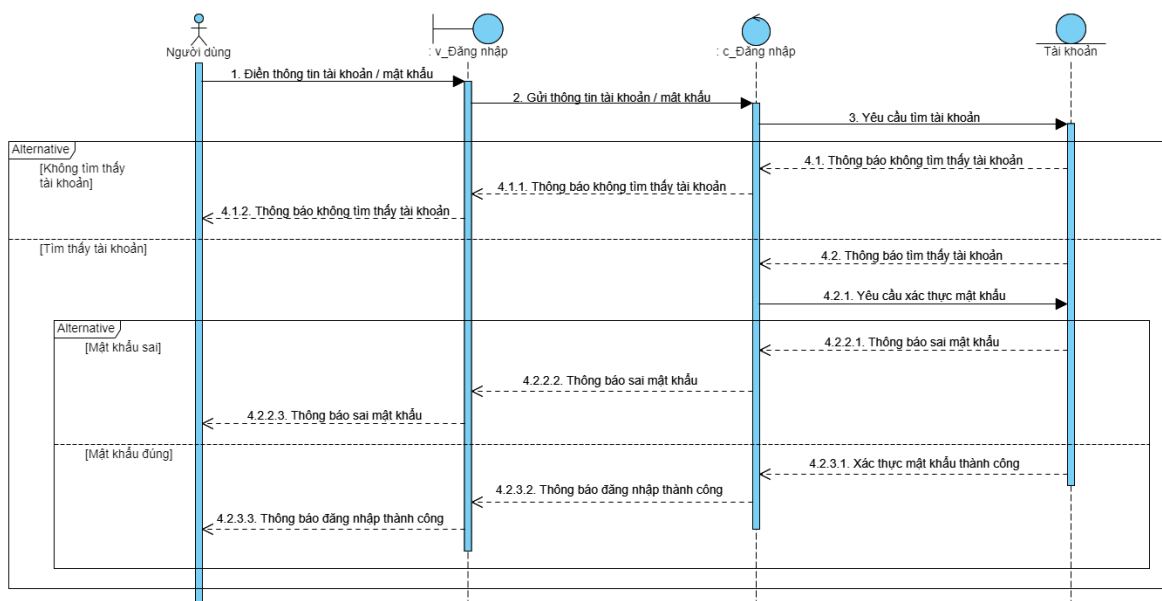 Người dùng
: v_Đăng nhập
: c_Đăng nhập
Tài khoản
1. Điền thông tin tài khoản / mật khẩu
2. Gửi thông tin tài khoản / mât khẩu
3. Yêu cầu tìm tài khoản
Alternative
[Không tìm thấy
tài khoản]
4.1. Thông báo không tìm thấy tài khoản
4.1.1. Thông báo không tìm thấy tài khoản
4.1.2. Thông báo không tìm thấy tài khoản
[Tìm thấy tài khoản]
4.2. Thông báo tìm thấy tài khoản
4.2.1. Yêu cầu xác thực mật khẩu
Alternative
[Mật khẩu sai]
4.2.2.1. Thông báo sai mật khẩu
4.2.2.2. Thông báo sai mật khẩu
4.2.2.3. Thông báo sai mật khẩu
[Mật khẩu đúng]
4.2.3.1. Xác thực mật khẩu thành công
4.2.3.2. Thông báo đăng nhập thành công
4.2.3.3. Thông báo đăng nhập thành công